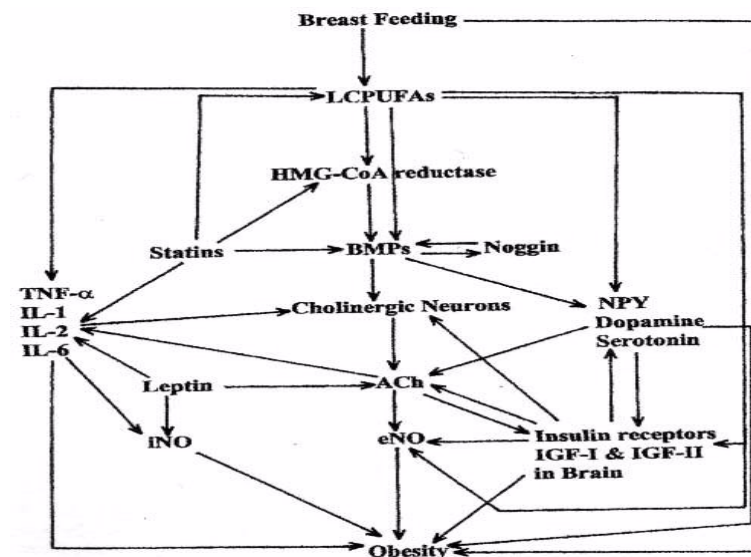 Breast Feeding
LCPUFAs
HMG-CoA reductase
Statins
BMPs
Noggin
TNF-α
IL-1
IL-2
IL-6
Cholinergic Neurons
NPY
Dopamine
Serotonin
Leptin
ACh
iNO
eNO
Insulin receptors
IGF-I & IGF-II
in Brain
Obesity